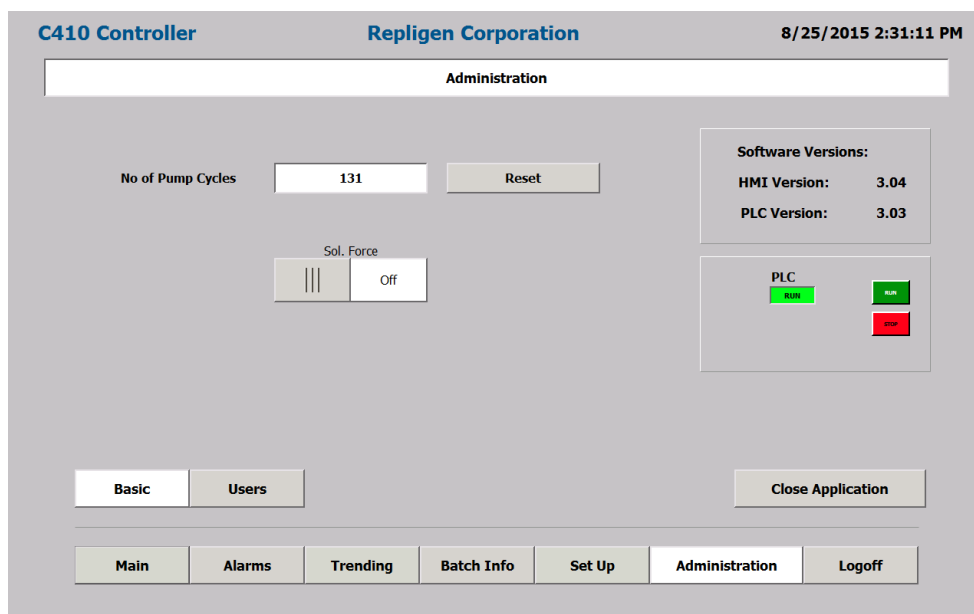 C410 Controller Repligen Corporation 8/25/2015 2:31:11 PM
Administration
Software Versions:
No of Pump Cycles 131 Reset
HMI Version: 3.04
PLC Version: 3.03
Sol. Force
Off
PLC
RUN RUN
STOP
Basic Users Close Application
Main Alarms Trending Batch Info Set Up Administration Logoff